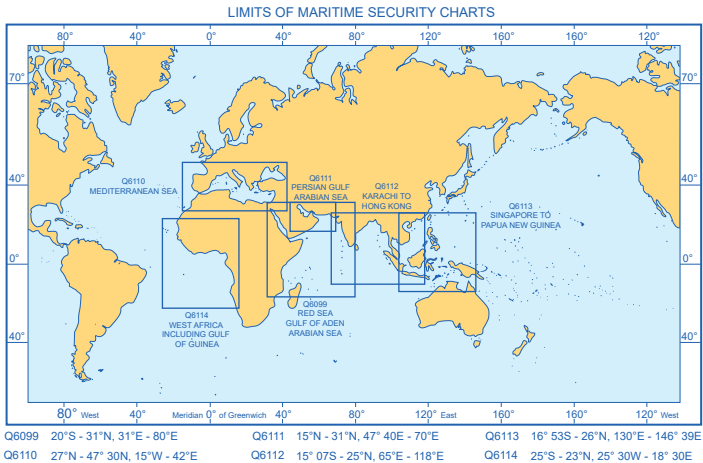 LIMITS OF MARITIME SECURITY CHARTS
80° 40° 0° 40° 80° 120° 160° 160° 120°
70° 70°
Q6110
MEDITERRANEAN SEA
Q6111
PERSIAN GULF
ARABIAN SEA
Q6112
KARACHI TO
HONG KONG
Q6113
SINGAPORE TO
PAPUA NEW GUINEA
40° 40°
0° 0°
Q6114
WEST AFRICA
INCLUDING GULF
OF GUINEA
Q6099
RED SEA
GULF OF ADEN
ARABIAN SEA
40° 40°
80° West 40° Meridian 0° of Greenwich 40° 80° 120° East 160° 160° 120° West
Q6099 20°S - 31°N, 31°E - 80°E Q6111 15°N - 31°N, 47° 40E - 70°E Q6113 16° 53S - 26°N, 130°E - 146° 39E
Q6110 27°N - 47° 30N, 15°W - 42°E Q6112 15° 07S - 25°N, 65°E - 118°E Q6114 25°S - 23°N, 25° 30W - 18° 30E